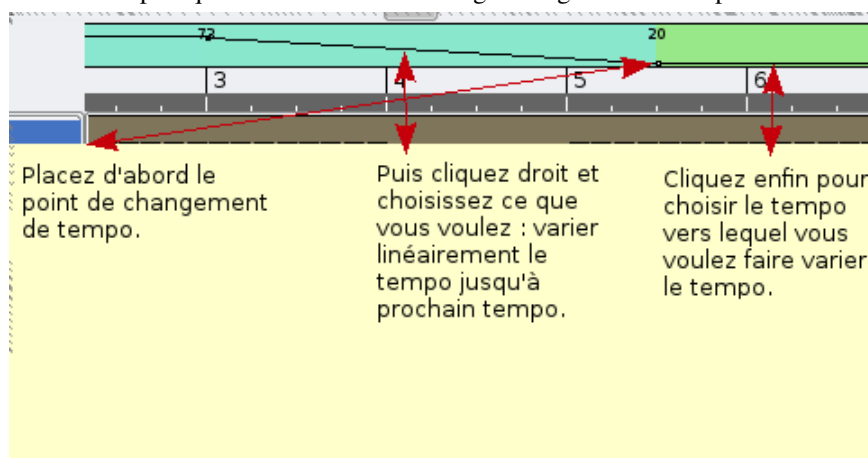 73
20
3
4
5
6
Placez d'abord le
point de changement
de tempo.
Puis cliquez droit et
choisissez ce que
vous voulez : varier
linéairement le
tempo jusqu'à
prochain tempo.
Cliquez enfin pour
choisir le tempo
vers lequel vous
voulez faire varier
le tempo.